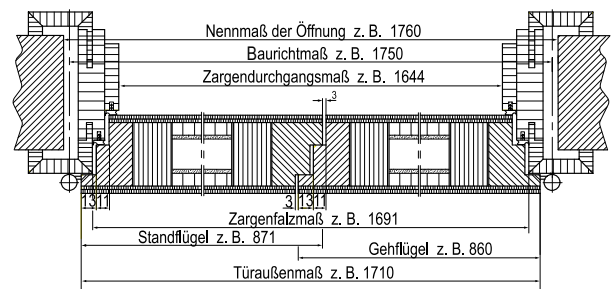 Nennmaß der Öffnung z. B. 1760
Baurichtmaß z. B. 1750
Zargendurchgangsmaß z. B. 1644
3
13 11 3 13 11
Zargenfalzmaß z. B. 1691
Standflügel z. B. 871
Gehflügel z. B. 860
Türaußenmaß z. B. 1710